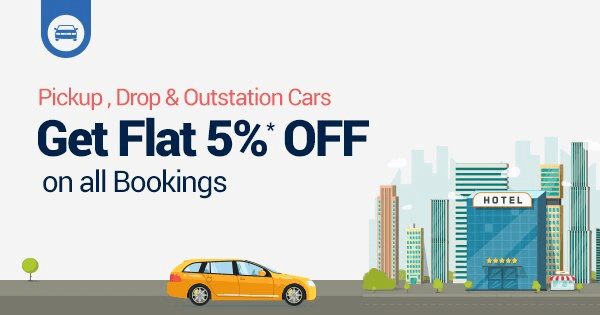 Pickup , Drop & Outstation Cars
Get Flat 5%* OFF
on all Bookings
HOTEL